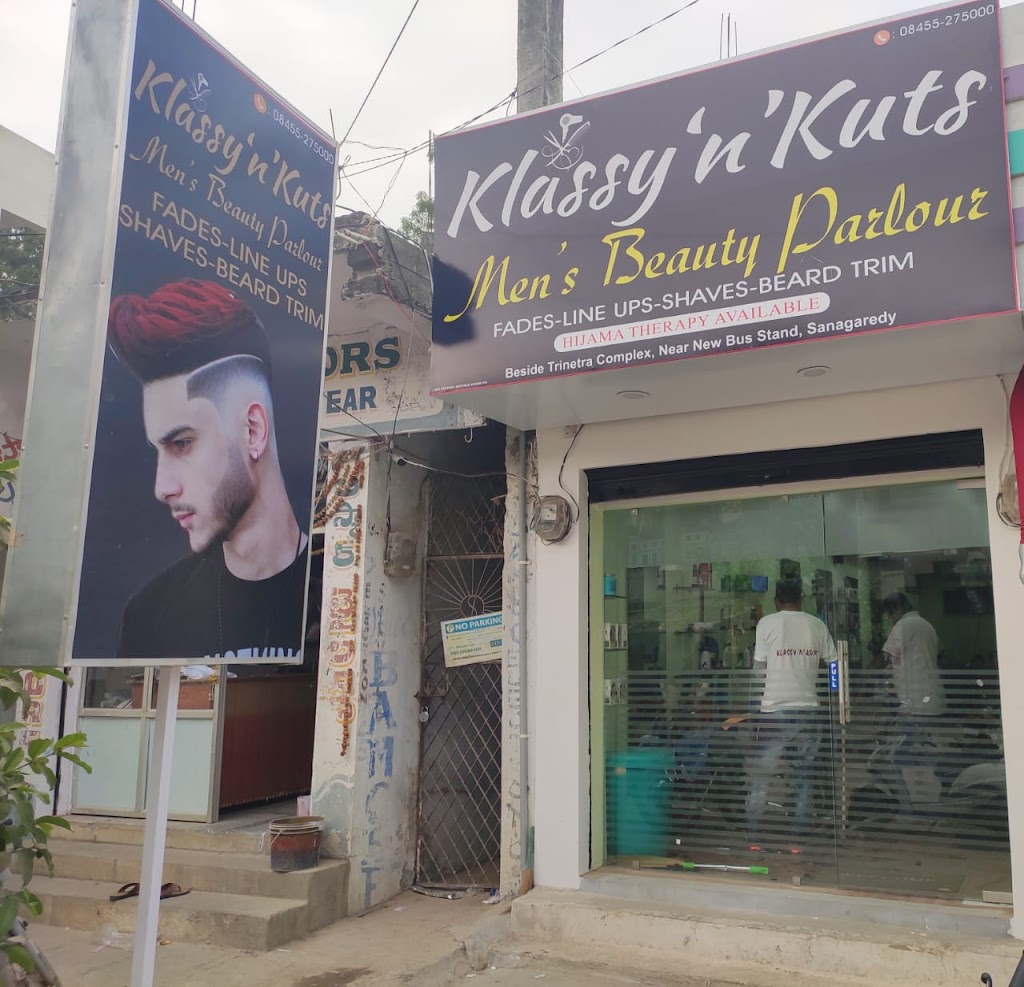 : 08455-275000
Klassy 'n' Kuts
Men's Beauty Parlour
FADES-LINE UPS
SHAVES-BEARD TRIM
: 08455-275000
Klassy 'n' Kuts
Men's Beauty Parlour
FADES-LINE UPS-SHAVES-BEARD TRIM
HIJAMA THERAPY AVAILABLE
Beside Trinetra Complex, Near New Bus Stand, Sanagaredy
ORS
EAR
NO PARKING
PULL